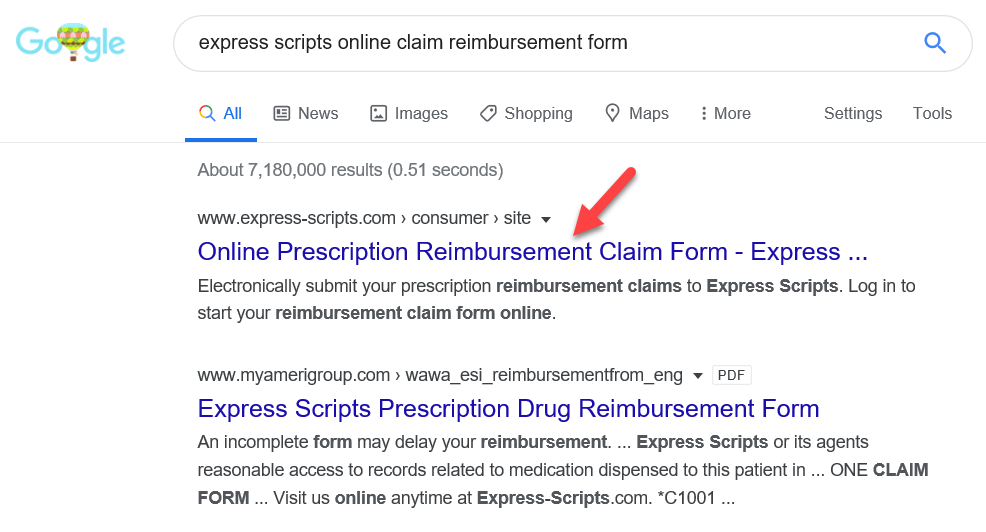 Google
express scripts online claim reimbursement form
All News Images Shopping Maps More Settings Tools
About 7,180,000 results (0.51 seconds)
www.express-scripts.com › consumer › site
Online Prescription Reimbursement Claim Form - Express ...
Electronically submit your prescription reimbursement claims to Express Scripts. Log in to
start your reimbursement claim form online.
www.myamerigroup.com › wawa_esi_reimbursementfrom_eng PDF
Express Scripts Prescription Drug Reimbursement Form
An incomplete form may delay your reimbursement. ... Express Scripts or its agents
reasonable access to records related to medication dispensed to this patient in ... ONE CLAIM
FORM ... Visit us online anytime at Express-Scripts.com. *C1001 ...